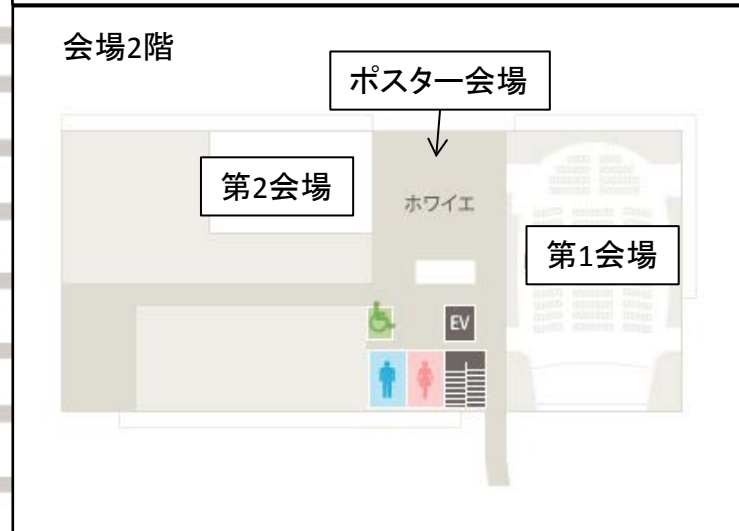 会場2階
ポスター会場
第2会場
ホワイエ
第1会場
EV